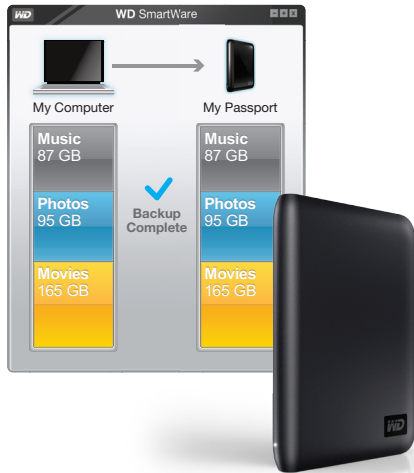 WD
WD SmartWare
My Computer
My Passport
Music
87 GB
Photos
95 GB
Movies
165 GB
Backup
Complete
Music
87 GB
Photos
95 GB
Movies
165 GB
WD